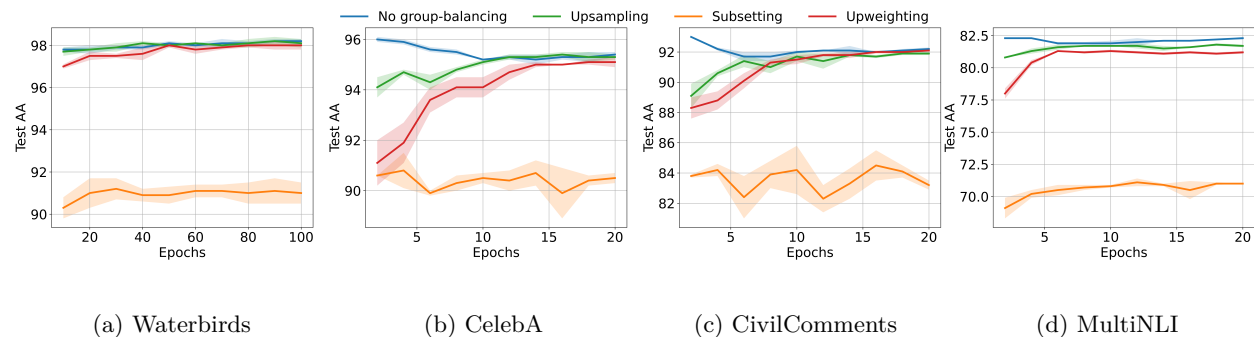 No group-balancing Upsampling Subsetting Upweighting
98
96
94
92
90
Test AA
20 40 60 80 100
Epochs
96
94
92
90
Test AA
5 10 15 20
Epochs
92
90
88
86
84
82
Test AA
5 10 15 20
Epochs
82.5
80.0
77.5
75.0
72.5
70.0
Test AA
5 10 15 20
Epochs
(a) Waterbirds
(b) CelebA
(c) CivilComments
(d) MultiNLI